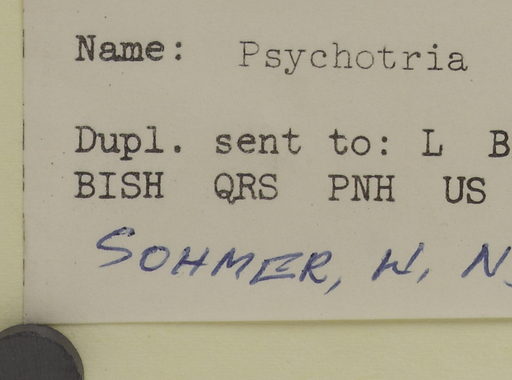 Name: Psychotria
Dupl. sent to: L B
BISH QRS PNH US
SOHMER, W. N.